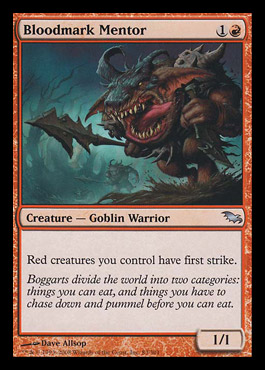 Bloodmark Mentor 1
Creature — Goblin Warrior
Red creatures you control have first strike.
Boggarts divide the world into two categories:
things you can eat, and things you have to
chase down and pummel before you can eat.
Dave Allsop
1/1